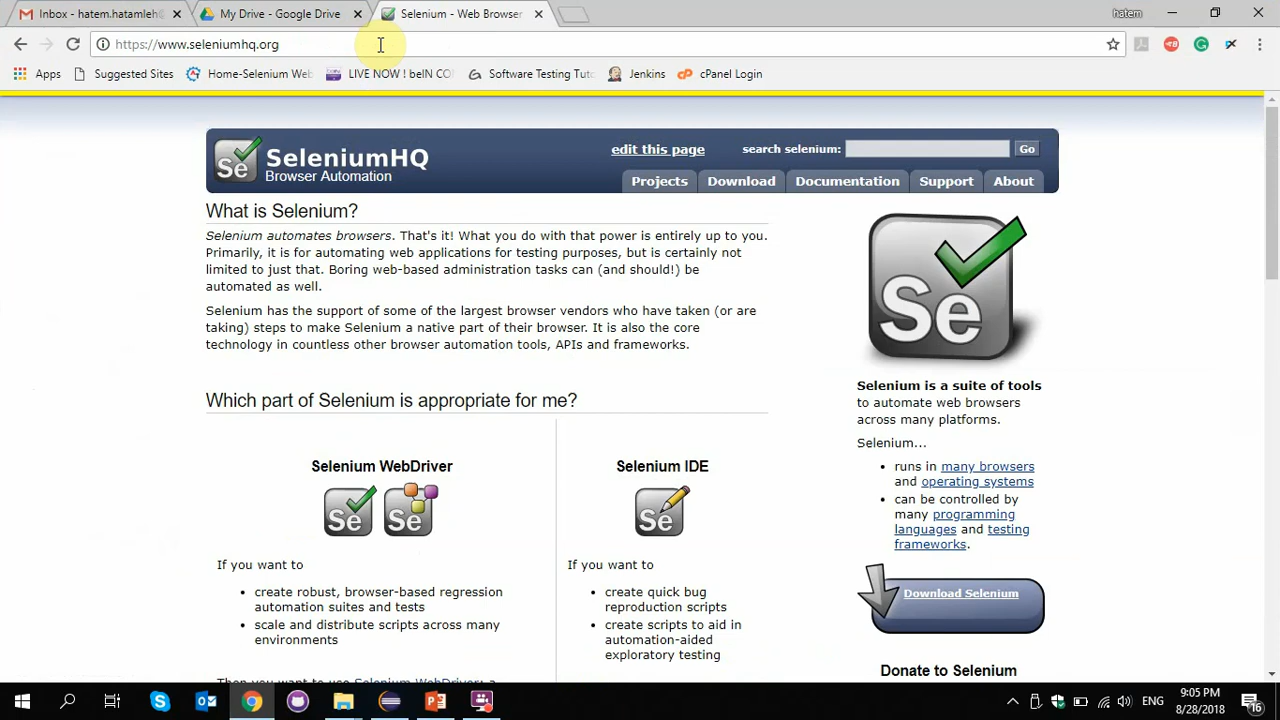 Inbox - hatem.hatamleh@
My Drive - Google Drive
Selenium - Web Browser
hatem
https://www.seleniumhq.org
Apps
Suggested Sites
Home-Selenium Web
LIVE NOW ! beIN CO
Software Testing Tut
Jenkins
cPanel Login
SeleniumHQ
Browser Automation
edit this page
search selenium:
Go
Projects
Download
Documentation
Support
About
What is Selenium?
Selenium automates browsers. That's it! What you do with that power is entirely up to you.
Primarily, it is for automating web applications for testing purposes, but is certainly not
limited to just that. Boring web-based administration tasks can (and should!) be
automated as well.
Selenium has the support of some of the largest browser vendors who have taken (or are
taking) steps to make Selenium a native part of their browser. It is also the core
technology in countless other browser automation tools, APIs and frameworks.
Which part of Selenium is appropriate for me?
Selenium WebDriver
Se
Se
If you want to
create robust, browser-based regression
automation suites and tests
scale and distribute scripts across many
environments
Then you want to use Selenium WebDriver; a
Selenium IDE
Se
If you want to
create quick bug
reproduction scripts
create scripts to aid in
automation-aided
exploratory testing
Se
Selenium is a suite of tools
to automate web browsers
across many platforms.
Selenium...
runs in many browsers
and operating systems
can be controlled by
many programming
languages and testing
frameworks.
Download Selenium
Donate to Selenium
ENG
9:05 PM
8/28/2018
16